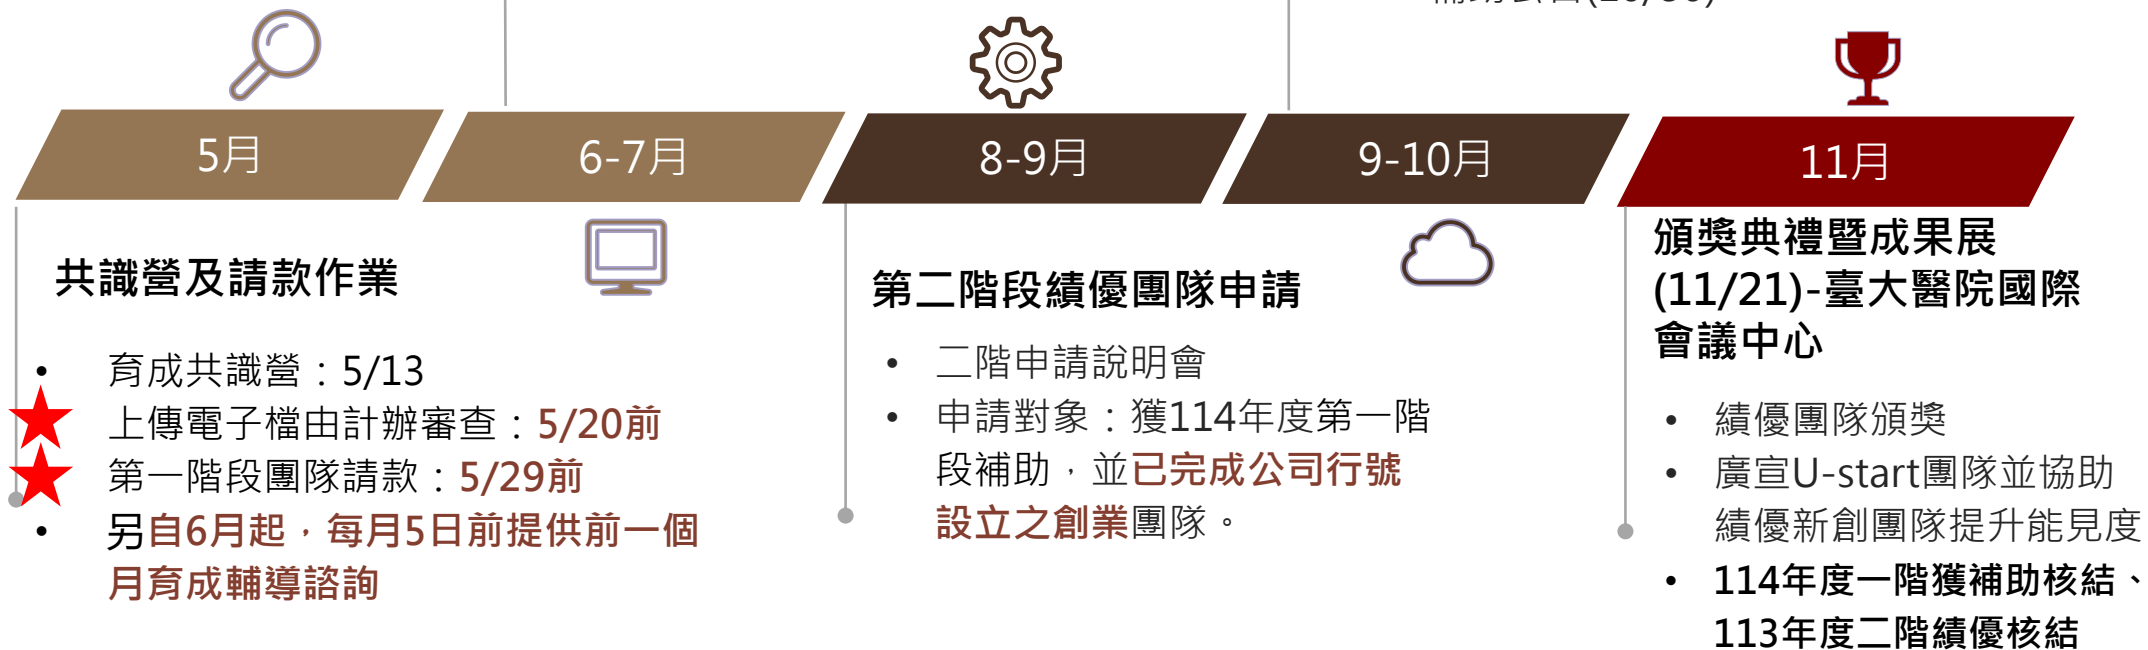 5月
6-7月
8-9月
9-10月
11月
共識營及請款作業
• 育成共識營：5/13
上傳電子檔由計辦審查：5/20前
第一階段團隊請款：5/29前
• 另自6月起，每月5日前提供前一個
月育成輔導諮詢
第二階段績優團隊申請
• 二階申請說明會
• 申請對象：獲114年度第一階
段補助，並已完成公司行號
設立之創業團隊。
頒獎典禮暨成果展
(11/21)-臺大醫院國際
會議中心
• 績優團隊頒獎
• 廣宣U-start團隊並協助
績優新創團隊提升能見度
• 114年度一階獲補助核結、
113年度二階績優核結